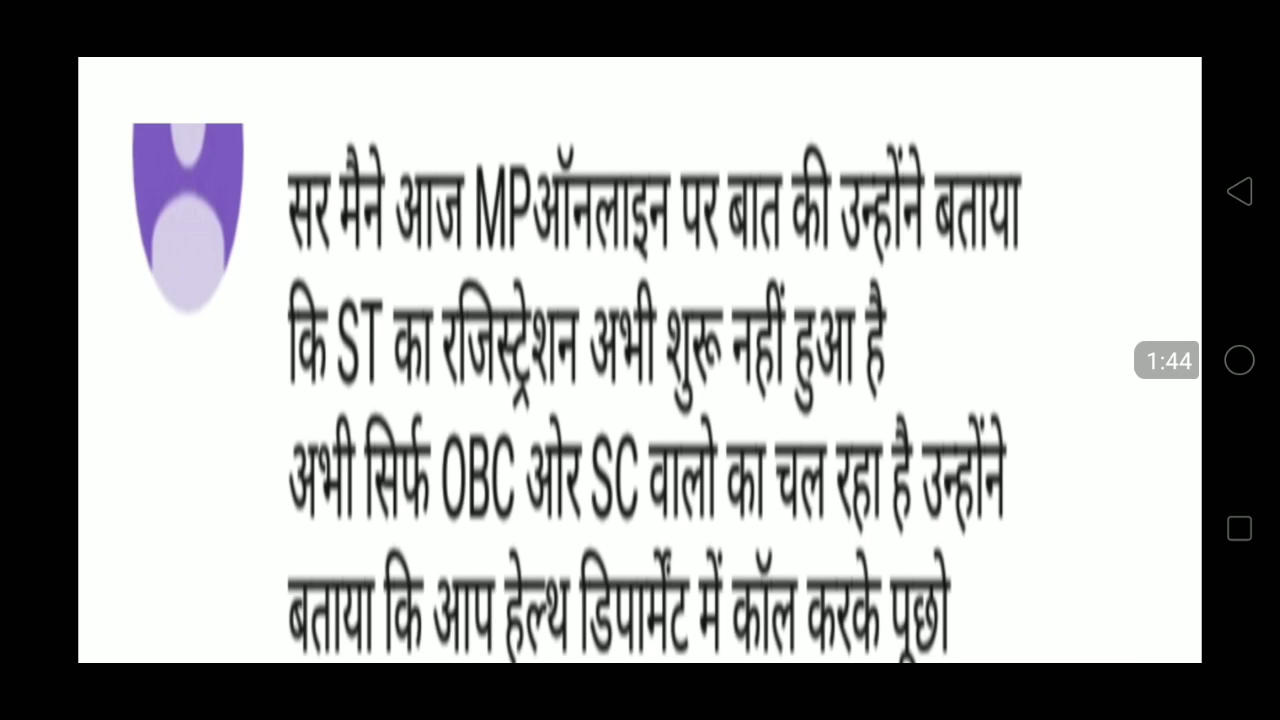 सर मैने आज MPऑनलाइन पर बात की उन्होंने बताया
कि ST का रजिस्ट्रेशन अभी शुरू नहीं हुआ है
1:44
अभी सिर्फ OBC ओर SC वालो का चल रहा है उन्होंने
बताया कि आप हेल्थ डिपार्मेंट में कॉल करके पूछो